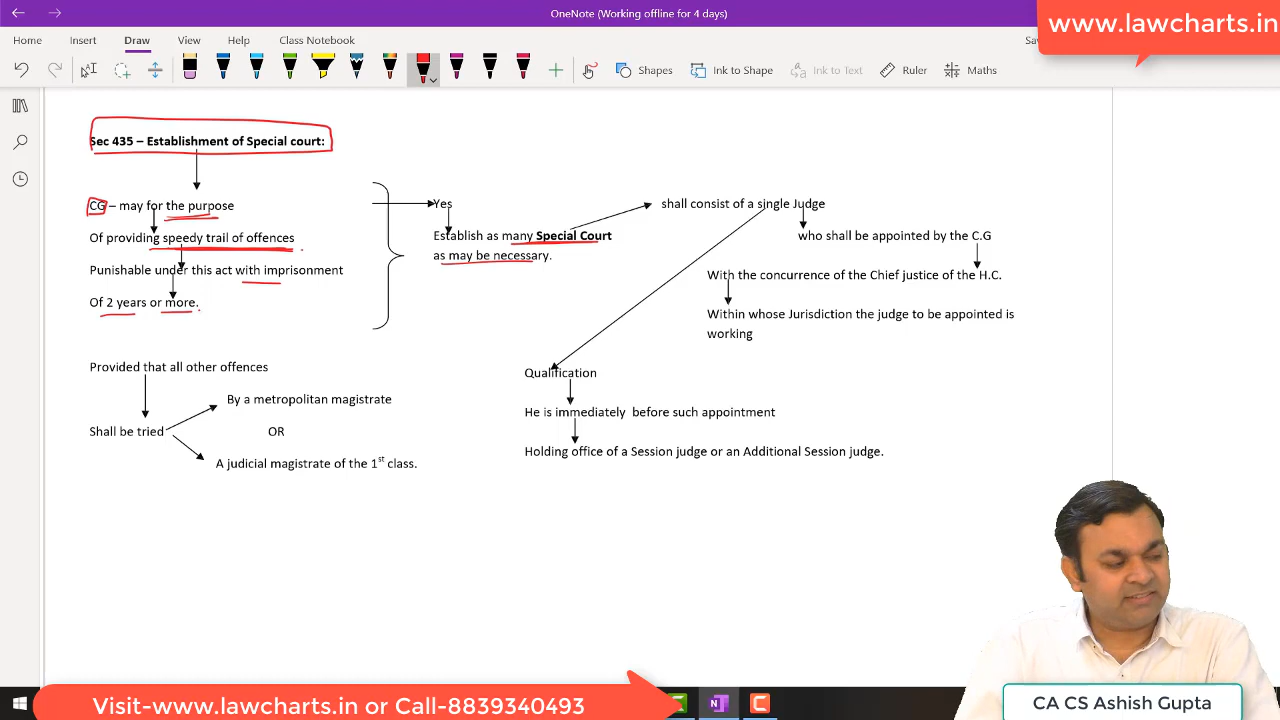 OneNote (Working offline for 4 days)
www.lawcharts.in
Home Insert Draw View Help Class Notebook
Ink to Shape Shapes Ink to Text Ruler Maths
Sec 435 – Establishment of Special court:
CG – may for the purpose
Of providing speedy trail of offences
Punishable under this act with imprisonment
Of 2 years or more.
Yes
Establish as many Special Court
as may be necessary.
shall consist of a single Judge
who shall be appointed by the C.G
With the concurrence of the Chief justice of the H.C.
Within whose Jurisdiction the judge to be appointed is
working
Provided that all other offences
By a metropolitan magistrate
Shall be tried
OR
A judicial magistrate of the 1st class.
Qualification
He is immediately before such appointment
Holding office of a Session judge or an Additional Session judge.
Visit-www.lawcharts.in or Call-8839340493
CA CS Ashish Gupta